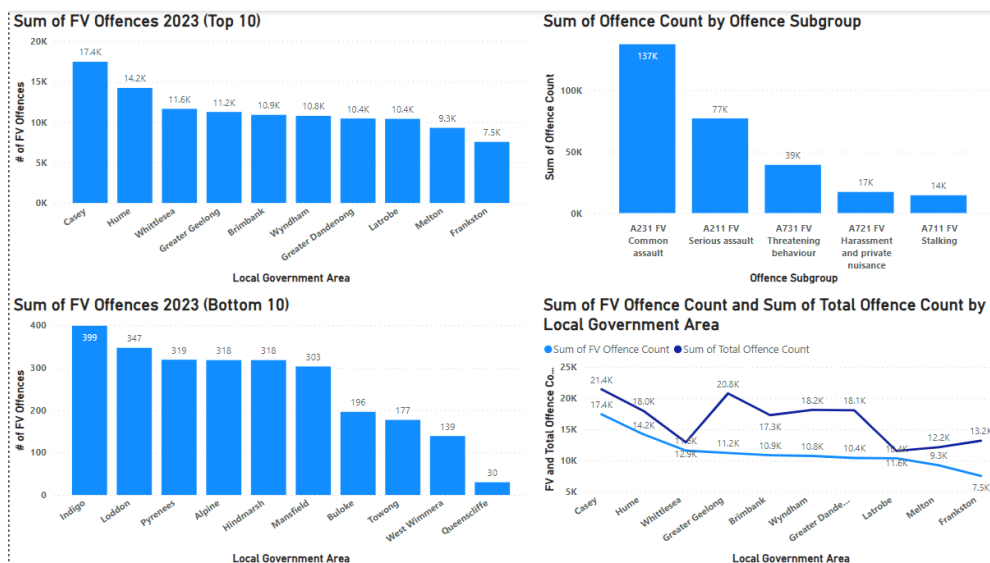 Sum of FV Offences 2023 (Top 10)
# of FV Offences
20K
15K
10K
5K
0K
17.4K
14.2K
11.6K
11.2K
10.9K
10.8K
10.4K
10.4K
9.3K
7.5K
Casey
Hume
Whittlesea
Greater Geelong
Brimbank
Wyndham
Greater Dandenong
Latrobe
Melton
Frankston
Local Government Area
Sum of Offence Count by Offence Subgroup
Sum of Offence Count
100K
50K
0K
137K
77K
39K
17K
14K
A231 FV
Common
assault
A211 FV
Serious assault
A731 FV
Threatening
behaviour
A721 FV
Harassment
and private
nuisance
A711 FV
Stalking
Offence Subgroup
Sum of FV Offences 2023 (Bottom 10)
# of FV Offences
400
300
200
100
0
399
347
319
318
318
303
196
177
139
30
Indigo
Loddon
Pyrenees
Alpine
Hindmarsh
Mansfield
Buloke
Towong
West Wimmera
Queenscliffe
Local Government Area
Sum of FV Offence Count and Sum of Total Offence Count by
Local Government Area
Sum of FV Offence Count
Sum of Total Offence Count
FV and Total Offence Co...
25K
20K
15K
10K
5K
21.4K
18.0K
12.9K
20.8K
17.3K
18.2K
18.1K
11.6K
12.2K
13.2K
17.4K
14.2K
11.6K
11.2K
10.9K
10.8K
10.4K
10.4K
9.3K
7.5K
Casey
Hume
Whittlesea
Greater Geelong
Brimbank
Wyndham
Greater Dande...
Latrobe
Melton
Frankston
Local Government Area